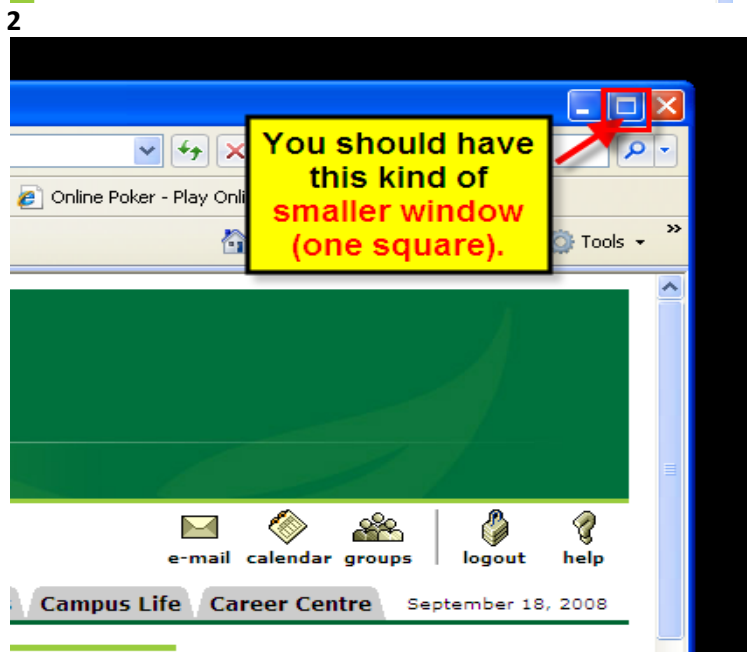 2
You should have
this kind of
smaller window
(one square).
Online Poker - Play Onli
Tools
e-mail calendar groups logout help
Campus Life Career Centre September 18, 2008